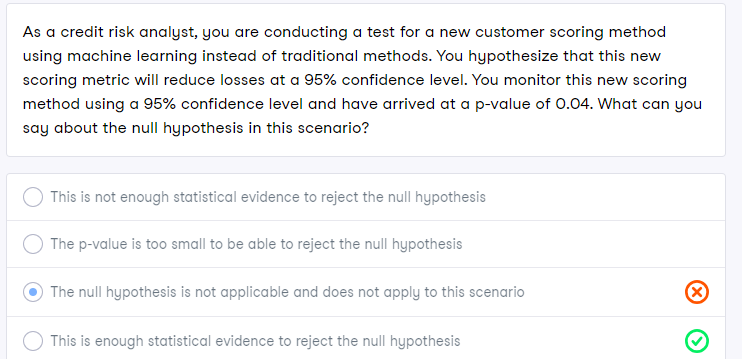 As a credit risk analyst, you are conducting a test for a new customer scoring method
using machine learning instead of traditional methods. You hypothesize that this new
scoring metric will reduce losses at a 95% confidence level. You monitor this new scoring
method using a 95% confidence level and have arrived at a p-value of 0.04. What can you
say about the null hypothesis in this scenario?
This is not enough statistical evidence to reject the null hypothesis
The p-value is too small to be able to reject the null hypothesis
The null hypothesis is not applicable and does not apply to this scenario
This is enough statistical evidence to reject the null hypothesis